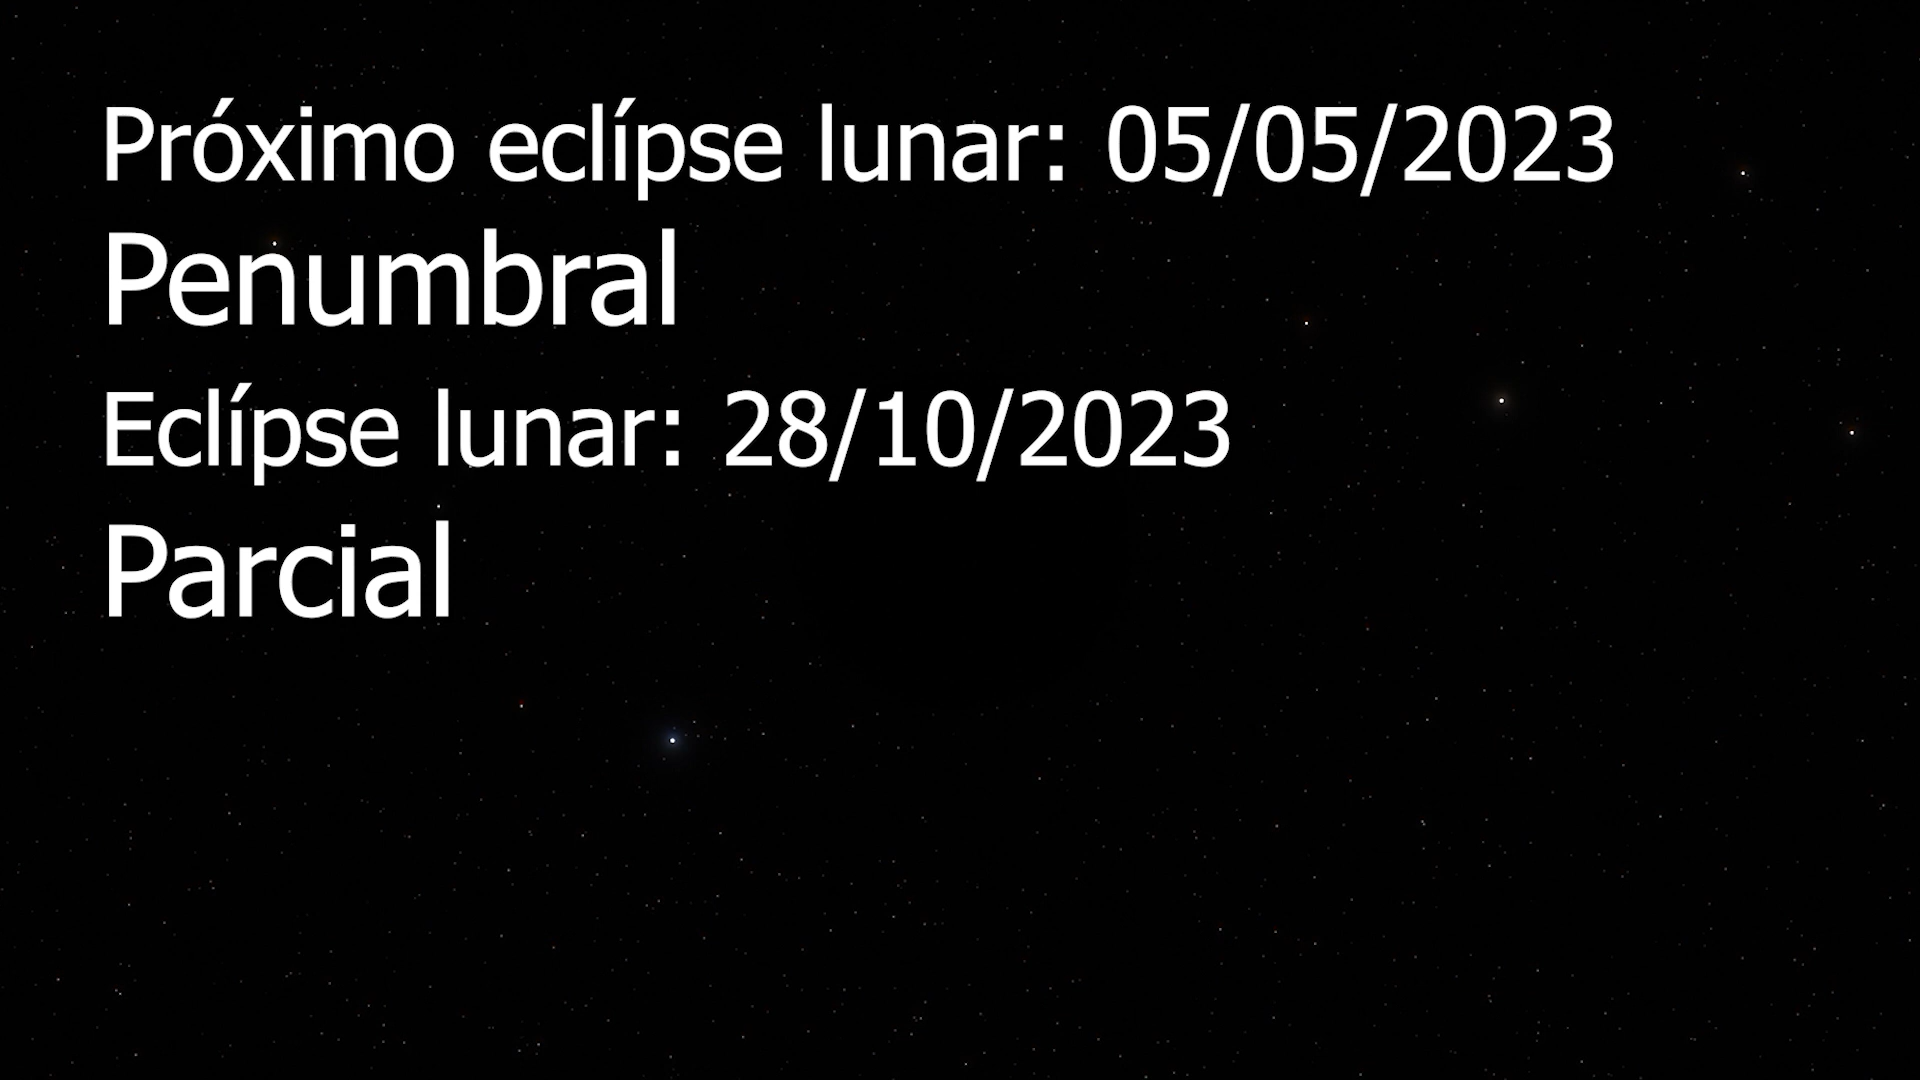 Próximo eclípse lunar: 05/05/2023
Penumbral
Eclípse lunar: 28/10/2023
Parcial